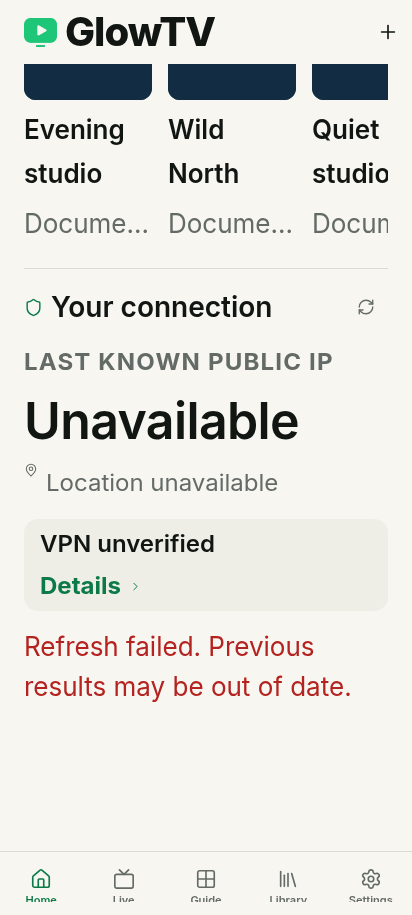 GlowTV
Evening studio
Docume...
Wild North
Docume...
Quiet studio
Docum
Your connection
LAST KNOWN PUBLIC IP
Unavailable
Location unavailable
VPN unverified
Details
Refresh failed. Previous
results may be out of date.
Home
Live
Guide
Library
Settings